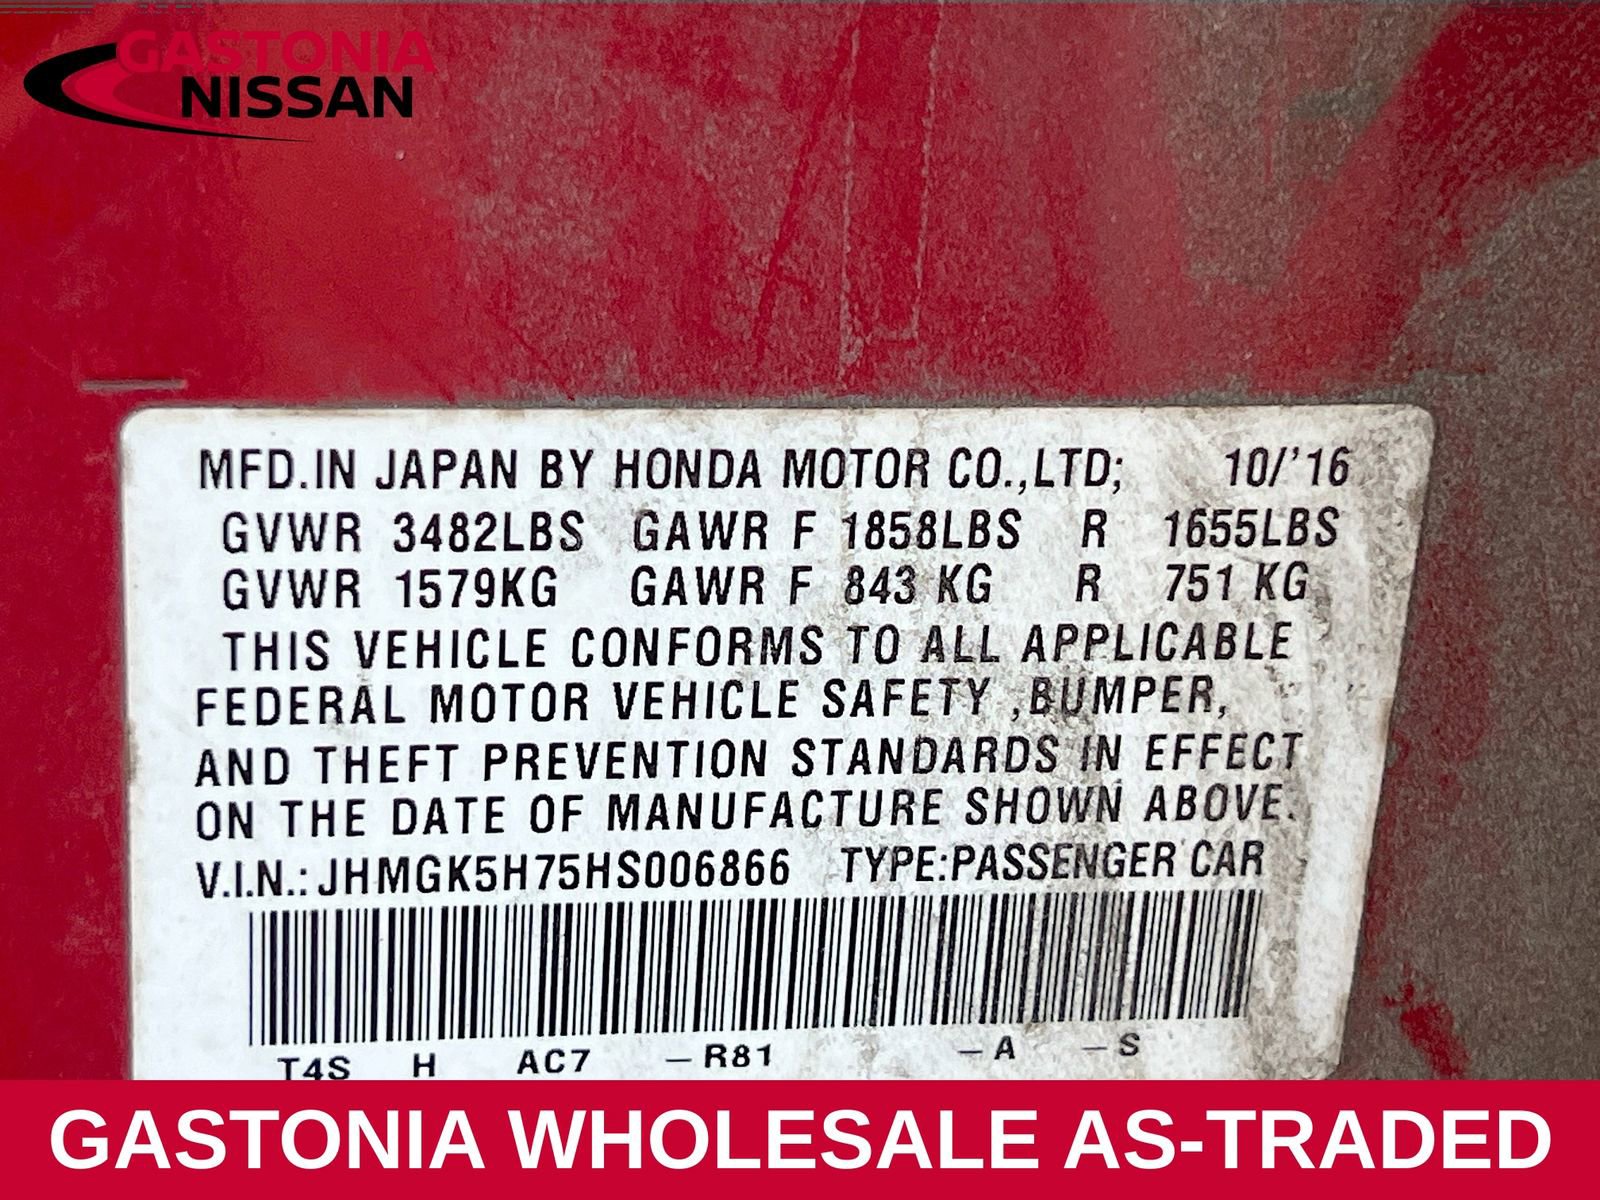 GASTONIA
NISSAN
MFD.IN JAPAN BY HONDA MOTOR CO.,LTD; 10/'16
GVWR 3482LBS GAWR F 1858LBS R 1655LBS
GVWR 1579KG GAWR F 843 KG R 751 KG
THIS VEHICLE CONFORMS TO ALL APPLICABLE
FEDERAL MOTOR VEHICLE SAFETY ,BUMPER,
AND THEFT PREVENTION STANDARDS IN EFFECT
ON THE DATE OF MANUFACTURE SHOWN ABOVE.
V.I.N.: JHMGK5H75HS006866 TYPE:PASSENGER CAR
T4S H AC7 -R81 -A -S
GASTONIA WHOLESALE AS-TRADED